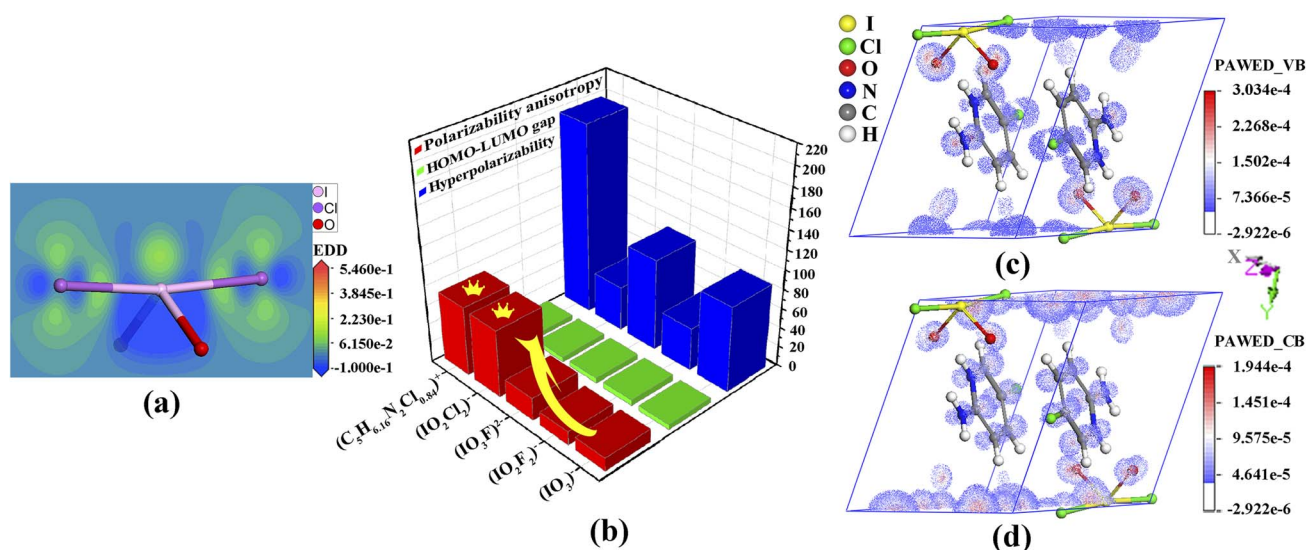 I
Cl
O
EDD
5.460e-1
3.845e-1
2.230e-1
6.150e-2
-1.000e-1
(a)
Polarizability anisotropy
HOMO-LUMO gap
Hyperpolarizability
220
200
180
160
140
120
100
80
60
40
20
0
(C₅H₆.₁₆N₂Cl₀.₈₄)⁺
(IO₂Cl₂)⁻
(IO₃F)²⁻
(IO₂F₂)⁻
(IO₃)⁻
(b)
I
Cl
O
N
C
H
PAWED_VB
3.034e-4
2.268e-4
1.502e-4
7.366e-5
-2.922e-6
(c)
X
Z
Y
PAWED_CB
1.944e-4
1.451e-4
9.575e-5
4.641e-5
-2.922e-6
(d)